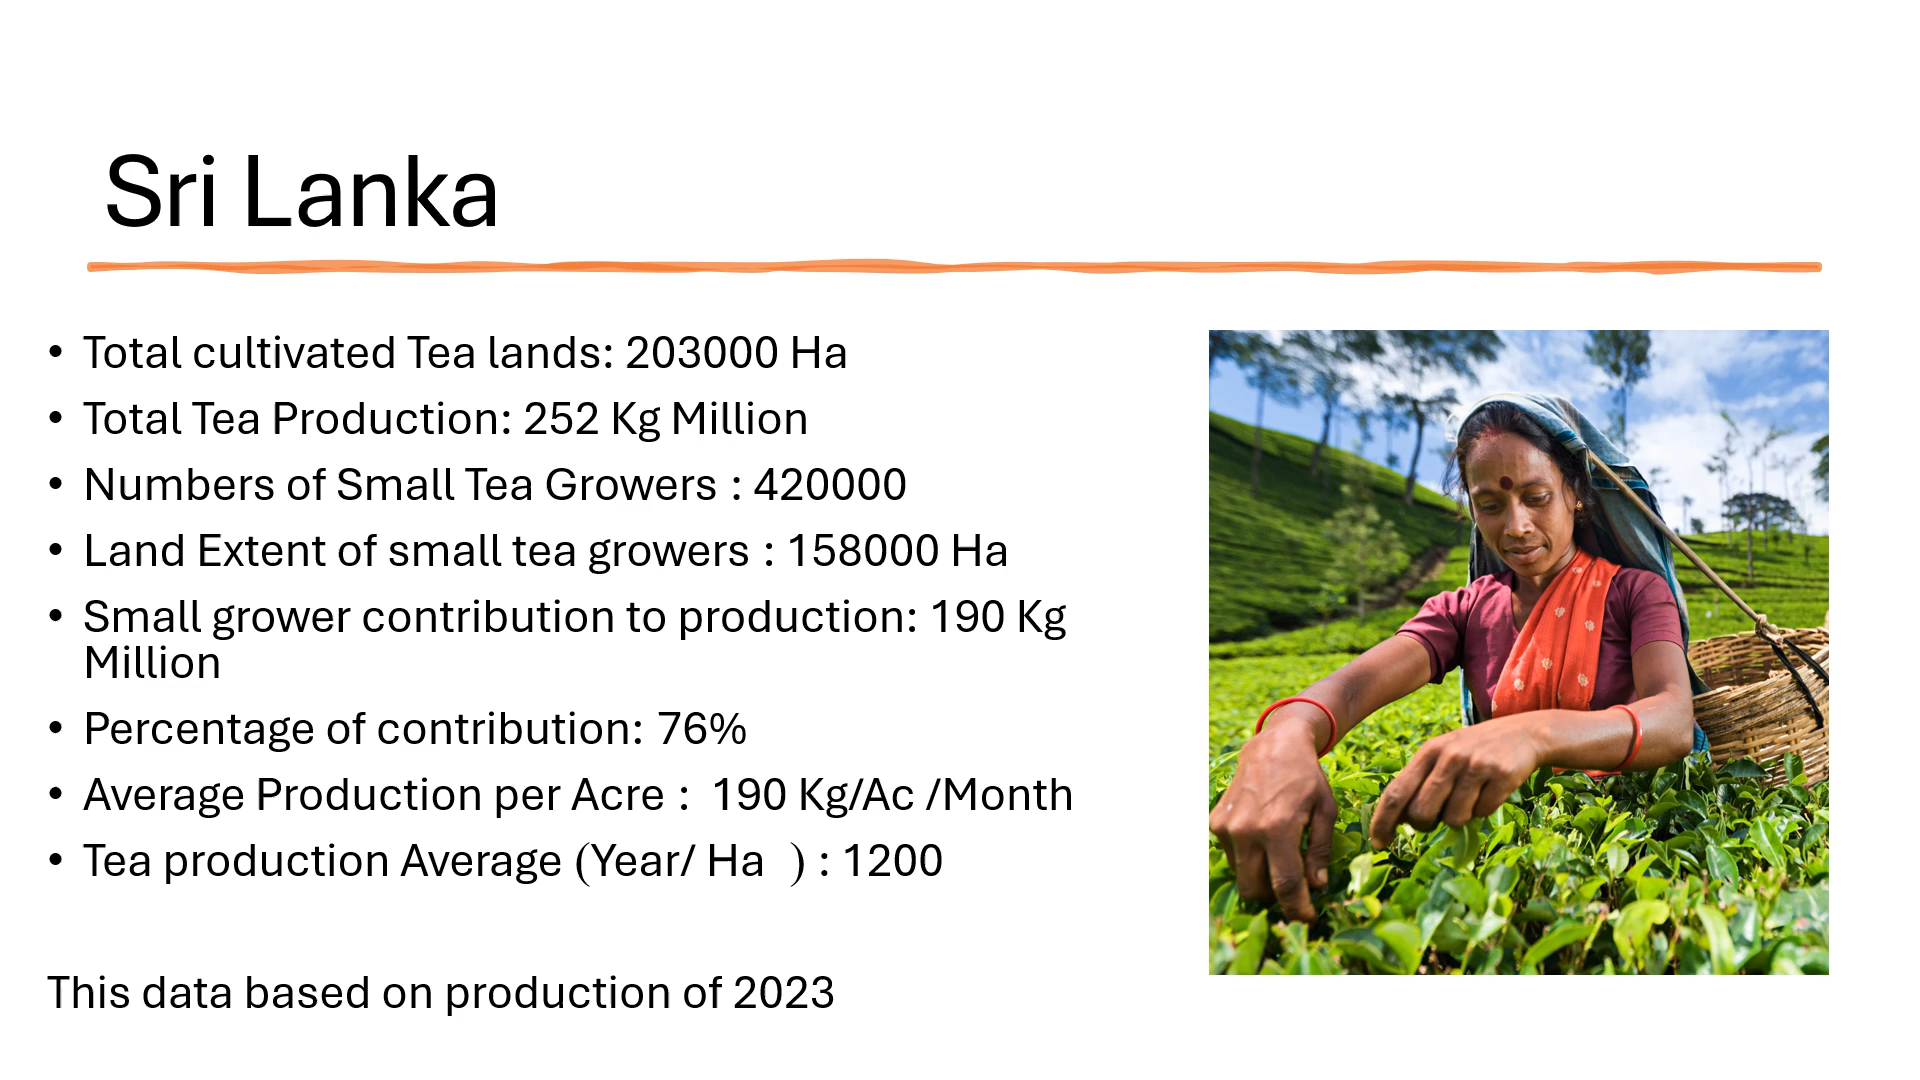 Sri Lanka
• Total cultivated Tea lands: 203000 Ha
• Total Tea Production: 252 Kg Million
• Numbers of Small Tea Growers : 420000
• Land Extent of small tea growers : 158000 Ha
• Small grower contribution to production: 190 Kg
Million
• Percentage of contribution: 76%
• Average Production per Acre :  190 Kg/Ac /Month
• Tea production Average (Year/ Ha  ) : 1200
This data based on production of 2023